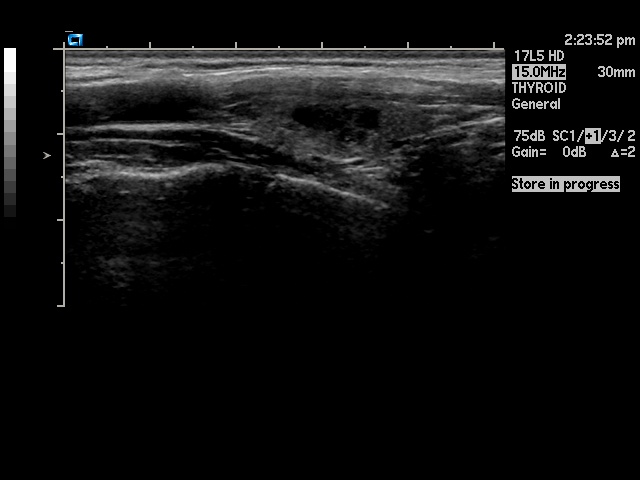 2:23:52 pm
17L5 HD
15.0MHz 30mm
THYROID
General
75dB SC1/+1/3/2
Gain= 0dB Δ=2
Store in progress